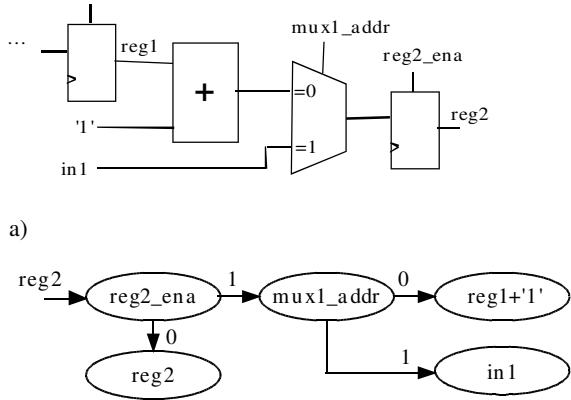 mux1_addr
...
reg1
reg2_ena
+
=0
'1'
reg2
=1
in1
a)
reg2
reg2_ena
1
mux1_addr
0
reg1+'1'
0
reg2
1
in1